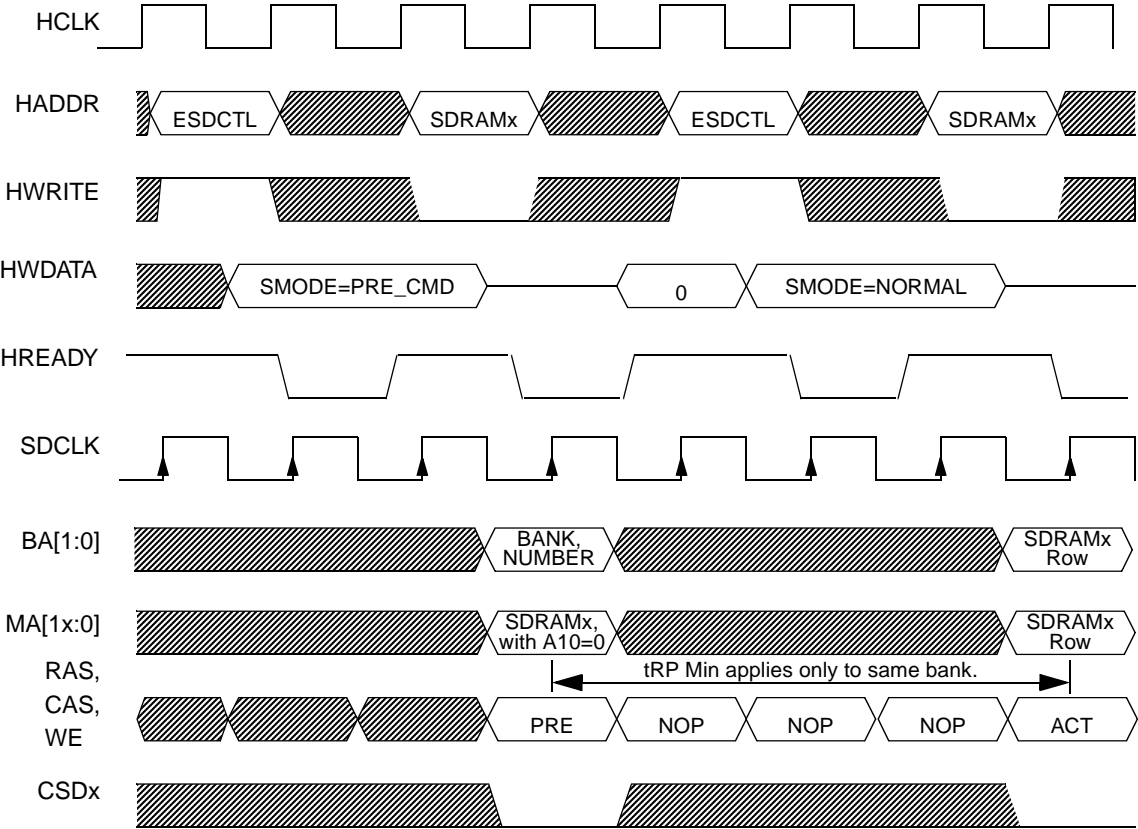 HCLK
HADDR
ESDCTL
SDRAMx
ESDCTL
SDRAMx
HWRITE
HWDATA
SMODE=PRE_CMD
0
SMODE=NORMAL
HREADY
SDCLK
BA[1:0]
BANK,
NUMBER
SDRAMx
Row
MA[1x:0]
SDRAMx,
with A10=0
SDRAMx
Row
tRP Min applies only to same bank.
RAS,
CAS,
WE
PRE
NOP
NOP
NOP
ACT
CSDx